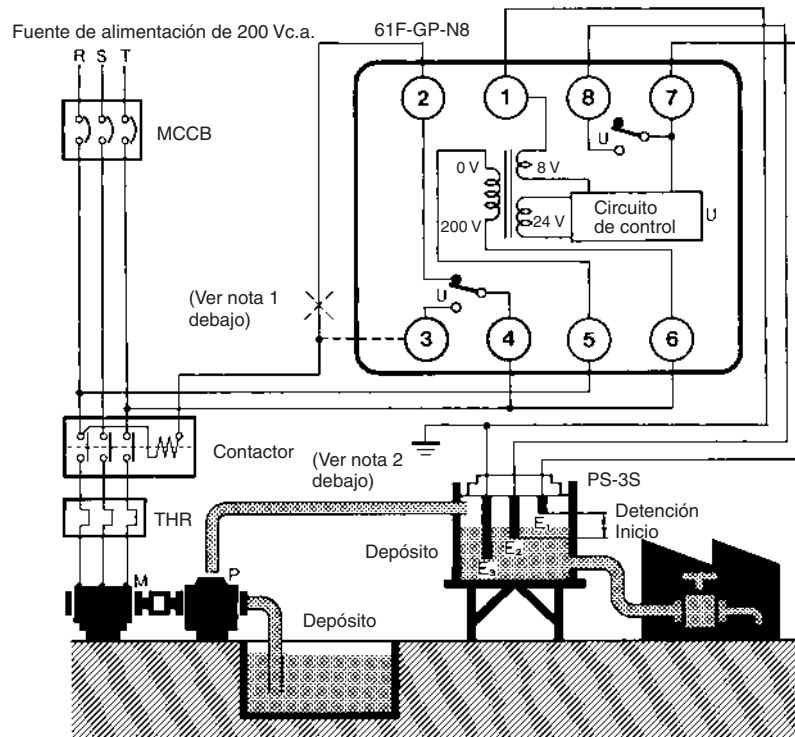 Fuente de alimentación de 200 Vc.a.
61F-GP-N8
R S T
MCCB
2 1 8 7
U
0 V 8 V
200 V 24 V
Circuito
de control
U
(Ver nota 1
debajo)
U
3 4 5 6
Contactor
(Ver nota 2
debajo)
PS-3S
THR
Detención
Inicio
E1
E2
E3
Depósito
M
P
Depósito